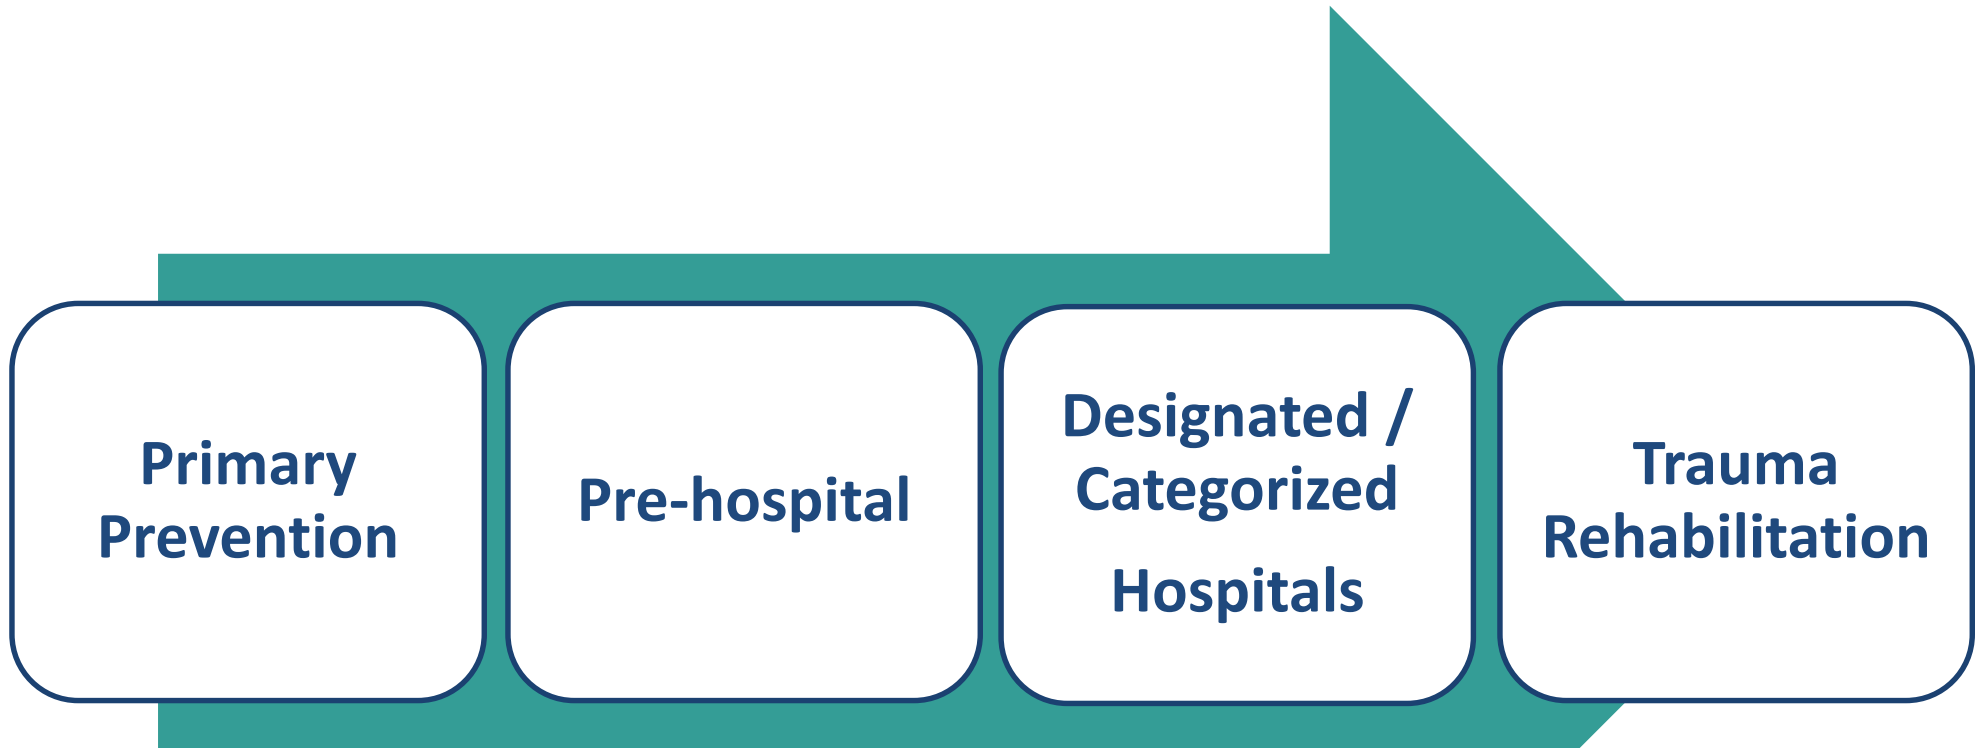 Primary
Prevention
Pre-hospital
Designated /
Categorized
Hospitals
Trauma
Rehabilitation